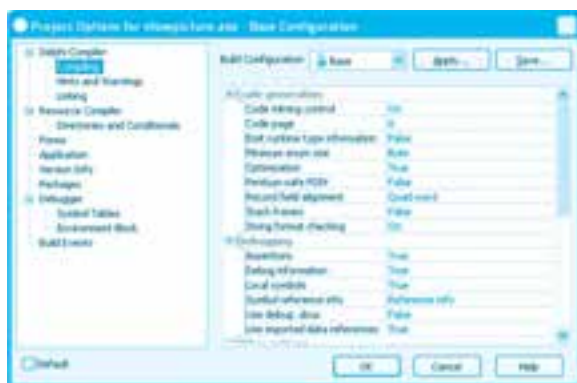 Project Options for showpicture.exe - Base Configuration
Delphi Compiler
Compiling
Hints and Warnings
Linking
Resource Compiler
Directories and Conditionals
Forms
Application
Version Info
Packages
Debugger
Symbol Tables
Environment Block
Build Events
Build Configuration
Base
Apply...
Save...
Code generation
Code inlining control On
Code page 0
Emit runtime type information False
Minimum enum size Byte
Optimization True
Pentium-safe FDIV False
Record field alignment Quad word
Stack frames False
String format checking On
Debugging
Assertions True
Debug information True
Local symbols True
Symbol reference info Reference info
Use debug .dcus False
Use imported data references True
Default
OK
Cancel
Help